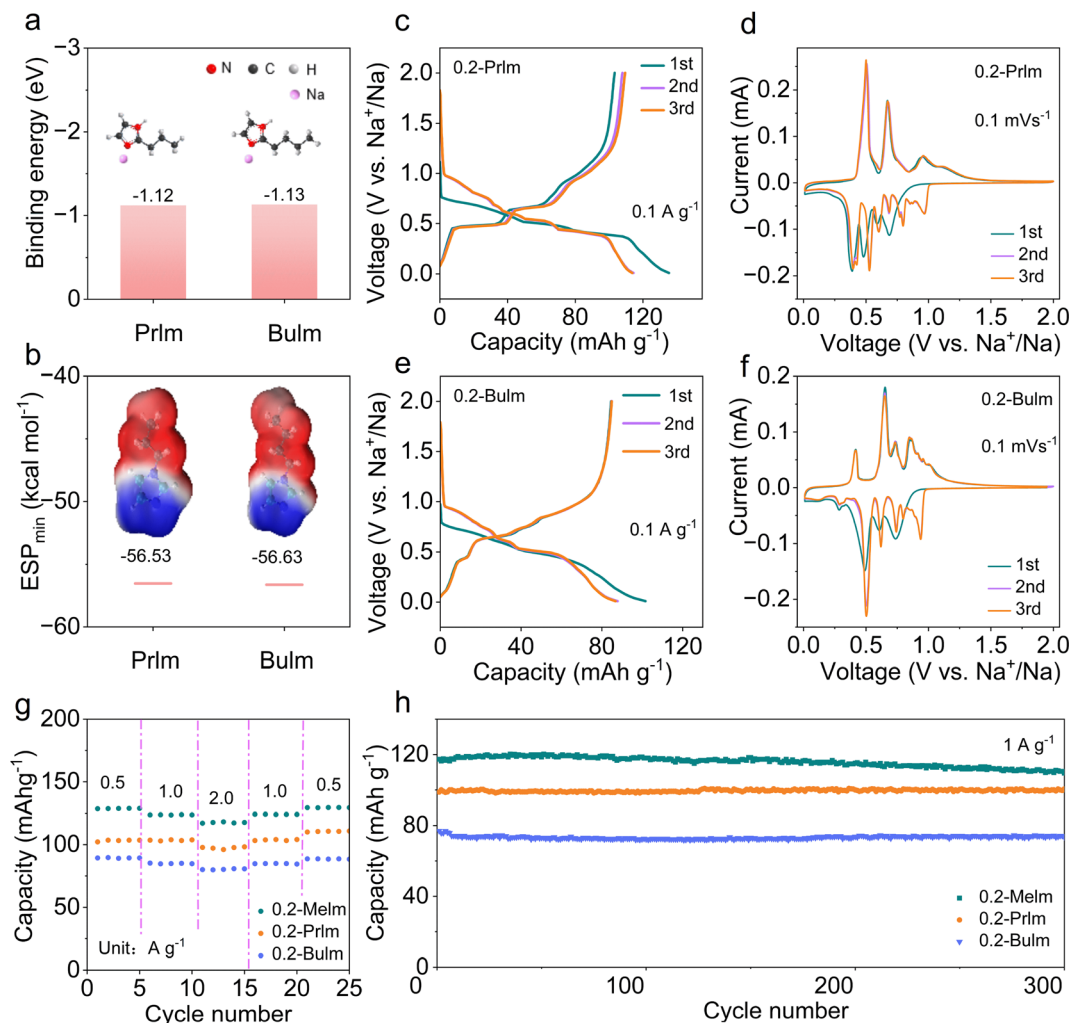 a
Binding energy (eV)
−3
−2
−1
0
N
C
H
Na
-1.12
-1.13
PrIm
BuIm
b
ESPmin (kcal mol-1)
−40
−50
−60
-56.53
-56.63
PrIm
BuIm
c
Voltage (V vs. Na+/Na)
2.0
1.5
1.0
0.5
0.0
0.2-PrIm
1st
2nd
3rd
0.1 A g-1
0 40 80 120
Capacity (mAh g-1)
d
Current (mA)
0.2
0.1
0.0
−0.1
−0.2
0.2-PrIm
0.1 mVs-1
1st
2nd
3rd
0.0 0.5 1.0 1.5 2.0
Voltage (V vs. Na+/Na)
e
Voltage (V vs. Na+/Na)
2.0
1.5
1.0
0.5
0.0
0.2-BuIm
1st
2nd
3rd
0.1 A g-1
0 40 80 120
Capacity (mAh g-1)
f
Current (mA)
0.2
0.1
0.0
−0.1
−0.2
0.2-BuIm
0.1 mVs-1
1st
2nd
3rd
0.0 0.5 1.0 1.5 2.0
Voltage (V vs. Na+/Na)
g
Capacity (mAhg-1)
200
150
100
50
0
0.5
1.0
2.0
1.0
0.5
0.2-MeIm
0.2-PrIm
0.2-BuIm
Unit: A g-1
0 5 10 15 20 25
Cycle number
h
Capacity (mAh g-1)
120
80
40
0
1 A g-1
0.2-MeIm
0.2-PrIm
0.2-BuIm
0 100 200 300
Cycle number